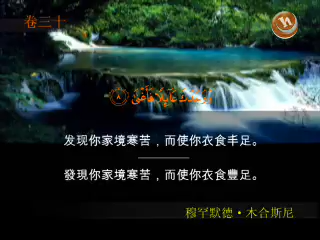 卷三十
وَوَجَدَكَ عَآئِلًا فَأَغْنَىٰ ٨
发现你家境寒苦，而使你衣食丰足。
發現你家境寒苦，而使你衣食豐足。
穆罕默德·木合斯尼